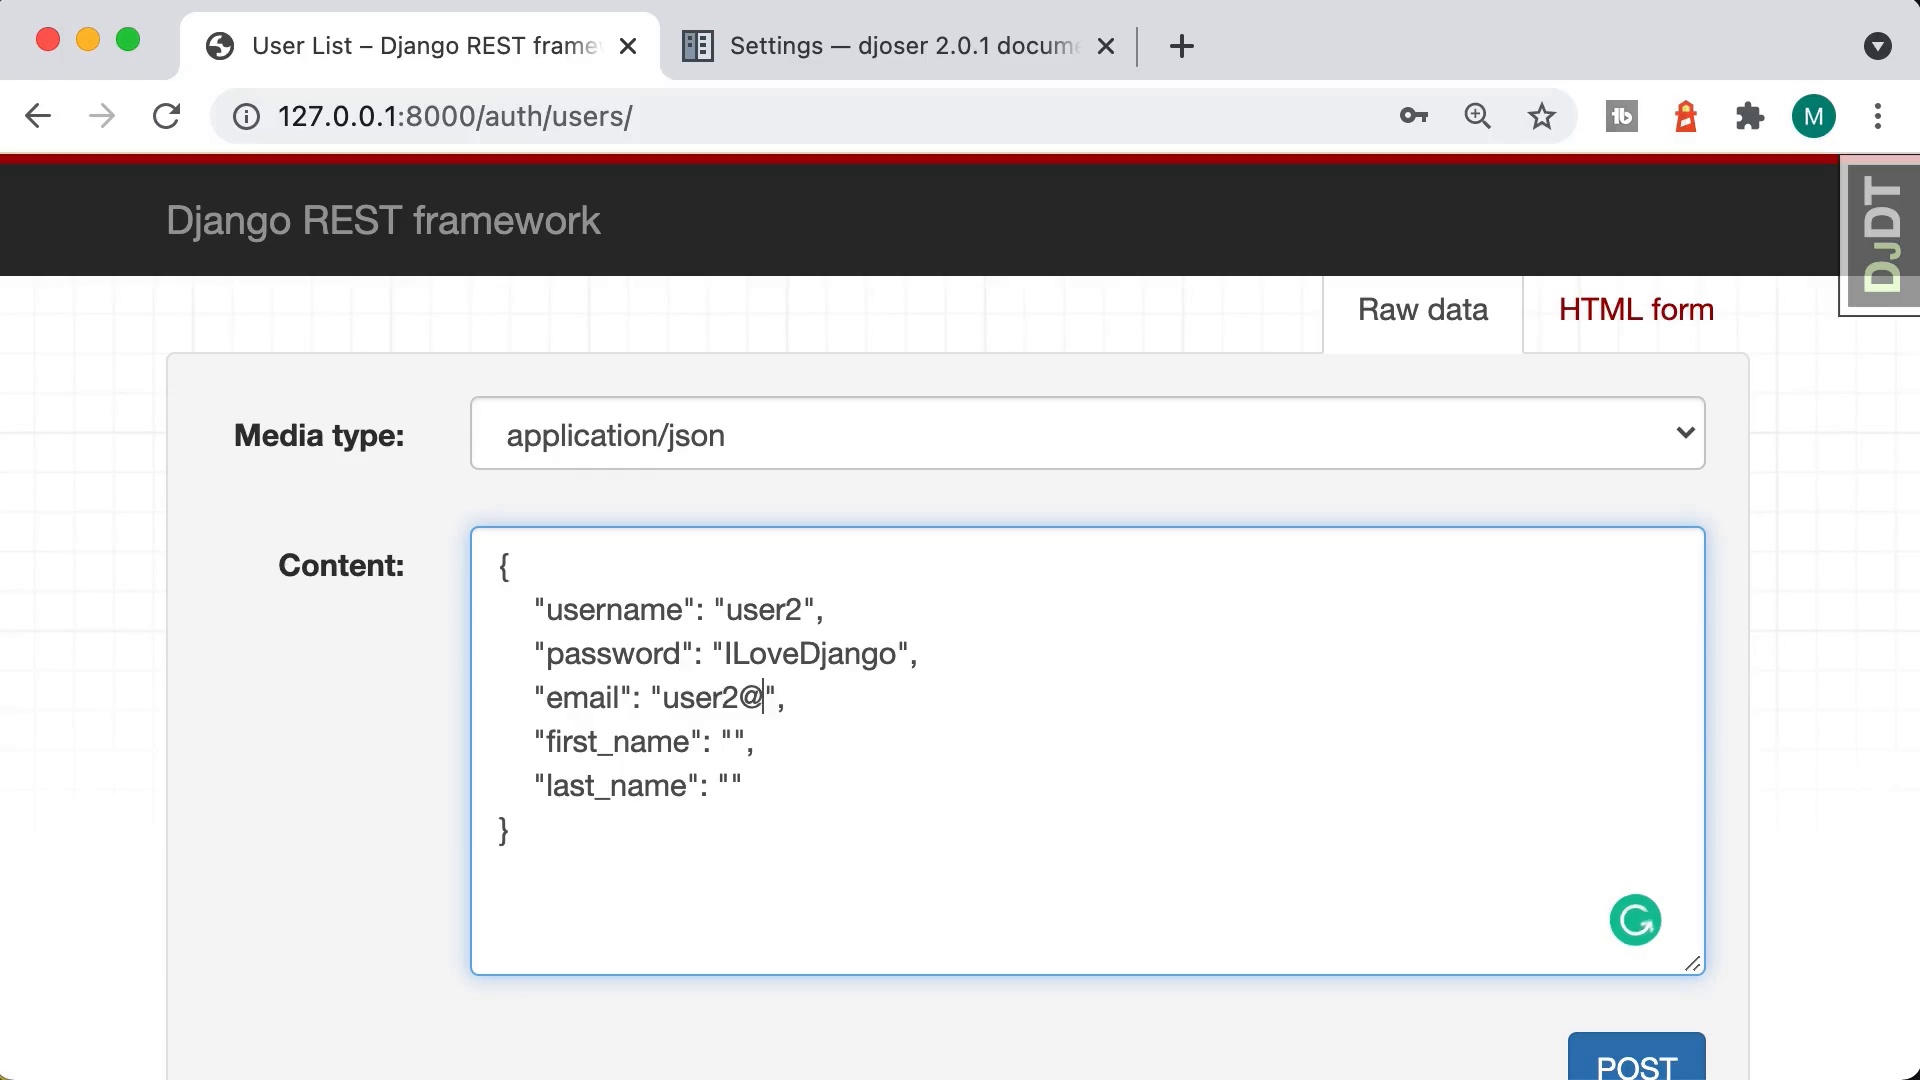 User List – Django REST frame
Settings — djoser 2.0.1 docume
127.0.0.1:8000/auth/users/
M
Django REST framework
DJDT
Raw data
HTML form
Media type:
application/json
Content:
{
"username": "user2",
"password": "ILoveDjango",
"email": "user2@",
"first_name": "",
"last_name": ""
}
POST